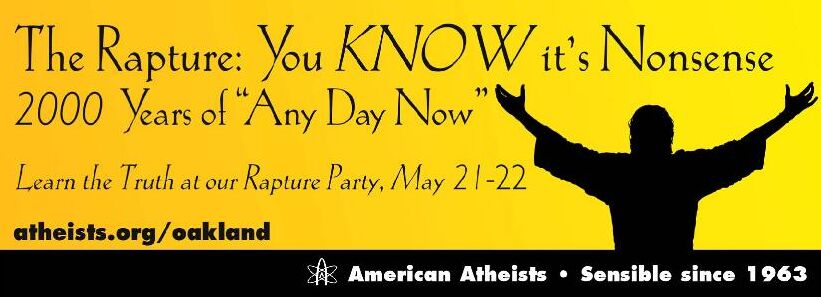 The Rapture: You KNOW it's Nonsense
2000 Years of "Any Day Now"
Learn the Truth at our Rapture Party, May 21-22
atheists.org/oakland
American Atheists • Sensible since 1963